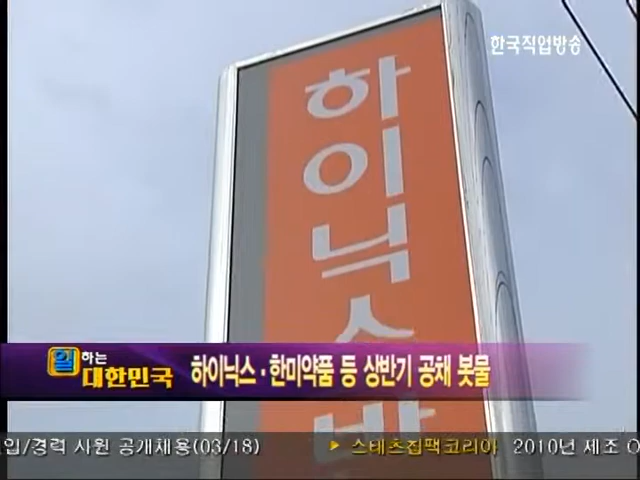 한국직업방송
하이닉스
일하는
대한민국
하이닉스·한미약품 등 상반기 공채 봇물
입/경력 사원 공개채용(03/18) ▶ 스태츠칩팩코리아 2010년 제조